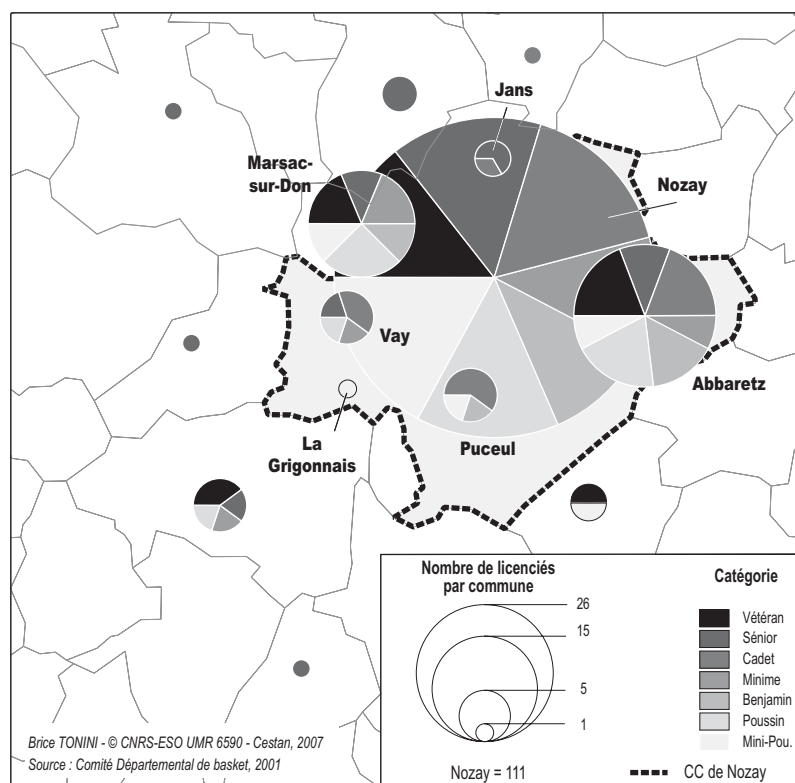 Jans
Marsac-
sur-Don
Nozay
Vay
Abbaretz
La
Grigonnais
Puceul
Nombre de licenciés
par commune
26
15
5
1
Nozay = 111
Catégorie
Vétéran
Sénior
Cadet
Minime
Benjamin
Poussin
Mini-Pou.
CC de Nozay
Brice TONINI - © CNRS-ESO UMR 6590 - Cestan, 2007
Source : Comité Départemental de basket, 2001